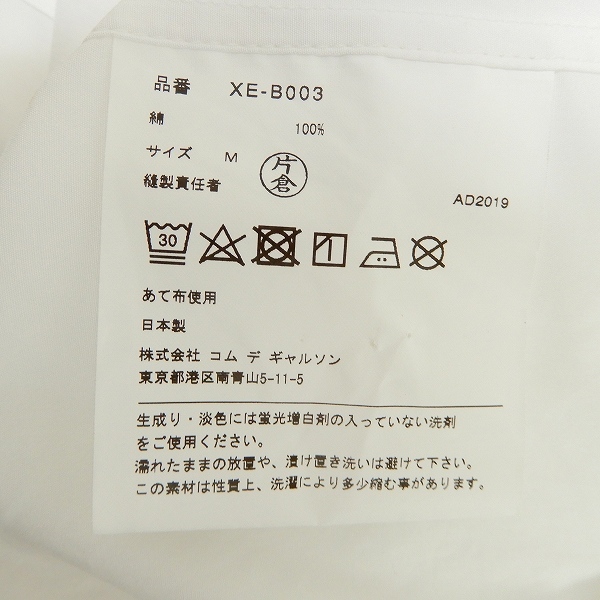 品番 XE-B003
綿 100%
サイズ M
縫製責任者 片倉
AD2019
30
あて布使用
日本製
株式会社 コム デ ギャルソン
東京都港区南青山5-11-5
生成り・淡色には蛍光増白剤の入っていない洗剤
をご使用ください。
濡れたままの放置や、漬け置き洗いは避けて下さい。
この素材は性質上、洗濯により多少縮む事があります。